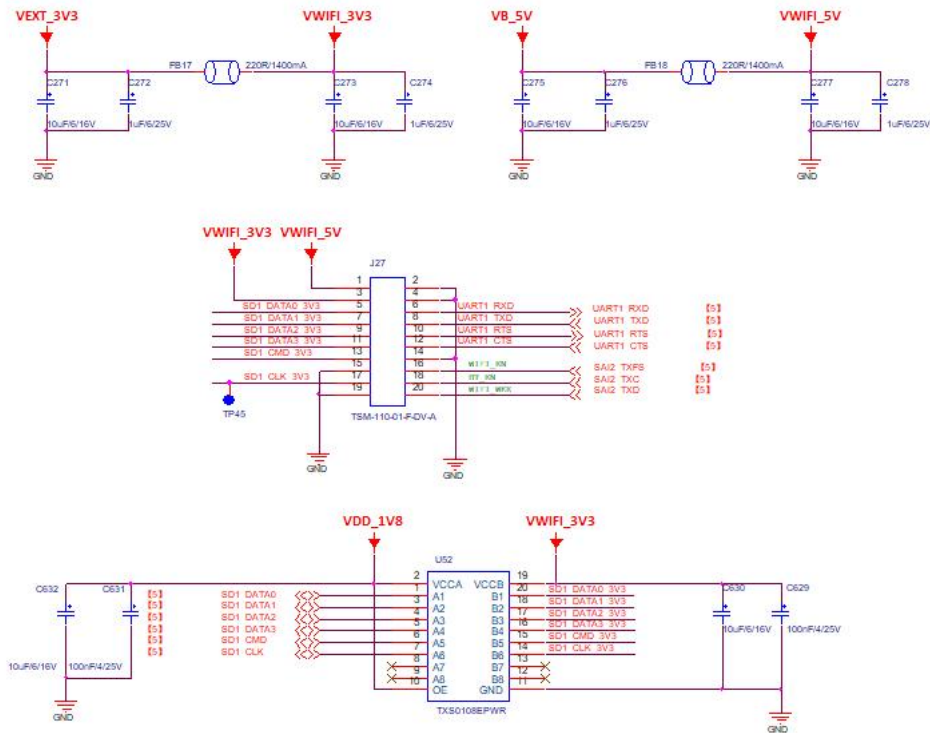 VEXT_3V3 VWIFI_3V3 VB_5V VWIFI_5V
FB17 220R/1400mA FB18 220R/1400mA
C271 C272 C273 C274 C275 C276 C277 C278
10uF/6/16V 1uF/6/25V 10uF/6/16V 1uF/6/25V 10uF/6/16V 1uF/6/25V 10uF/6/16V 1uF/6/25V
GND GND GND GND
VWIFI_3V3 VWIFI_5V
J27
1 2
3 4
SD1 DATA0 3V3 5 6 UART1 RXD UART1 RXD 【5】
SD1 DATA1 3V3 7 8 UART1 TXD UART1 TXD 【5】
SD1 DATA2 3V3 9 10 UART1 RTS UART1 RTS 【5】
SD1 DATA3 3V3 11 12 UART1 CTS UART1 CTS 【5】
SD1 CMD 3V3 13 14
15 16 WIFI_EN SAI2 TXFS 【5】
SD1 CLK 3V3 17 18 BT_EN SAI2 TXC 【5】
19 20 SAI2 TXD 【5】
TP45
TSM-110-01-F-DV-A
GND GND
VDD_1V8 VWIFI_3V3
U52
2 VCCA VCCB 19
【5】 SD1 DATA0 1 A1 B1 20 SD1 DATA0 3V3
【5】 SD1 DATA1 3 A2 B2 18 SD1 DATA1 3V3
【5】 SD1 DATA2 4 A3 B3 17 SD1 DATA2 3V3
【5】 SD1 DATA3 5 A4 B4 16 SD1 DATA3 3V3
【5】 SD1 CMD 6 A5 B5 15 SD1 CMD 3V3
【5】 SD1 CLK 7 A6 B6 14 SD1 CLK 3V3
8 A7 B7 13
9 A8 B8 12
10 OE GND 11
TXS0108EPWR
C632 C631 C630 C629
10uF/6/16V 100nF/4/25V 10uF/6/16V 100nF/4/25V
GND GND